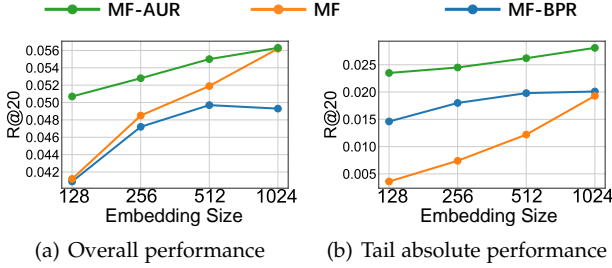 MF-AUR MF MF-BPR
0.056
0.054
0.052
0.050
0.048
0.046
0.044
0.042
R@20
128 256 512 1024
Embedding Size
(a) Overall performance
0.025
0.020
0.015
0.010
0.005
R@20
128 256 512 1024
Embedding Size
(b) Tail absolute performance